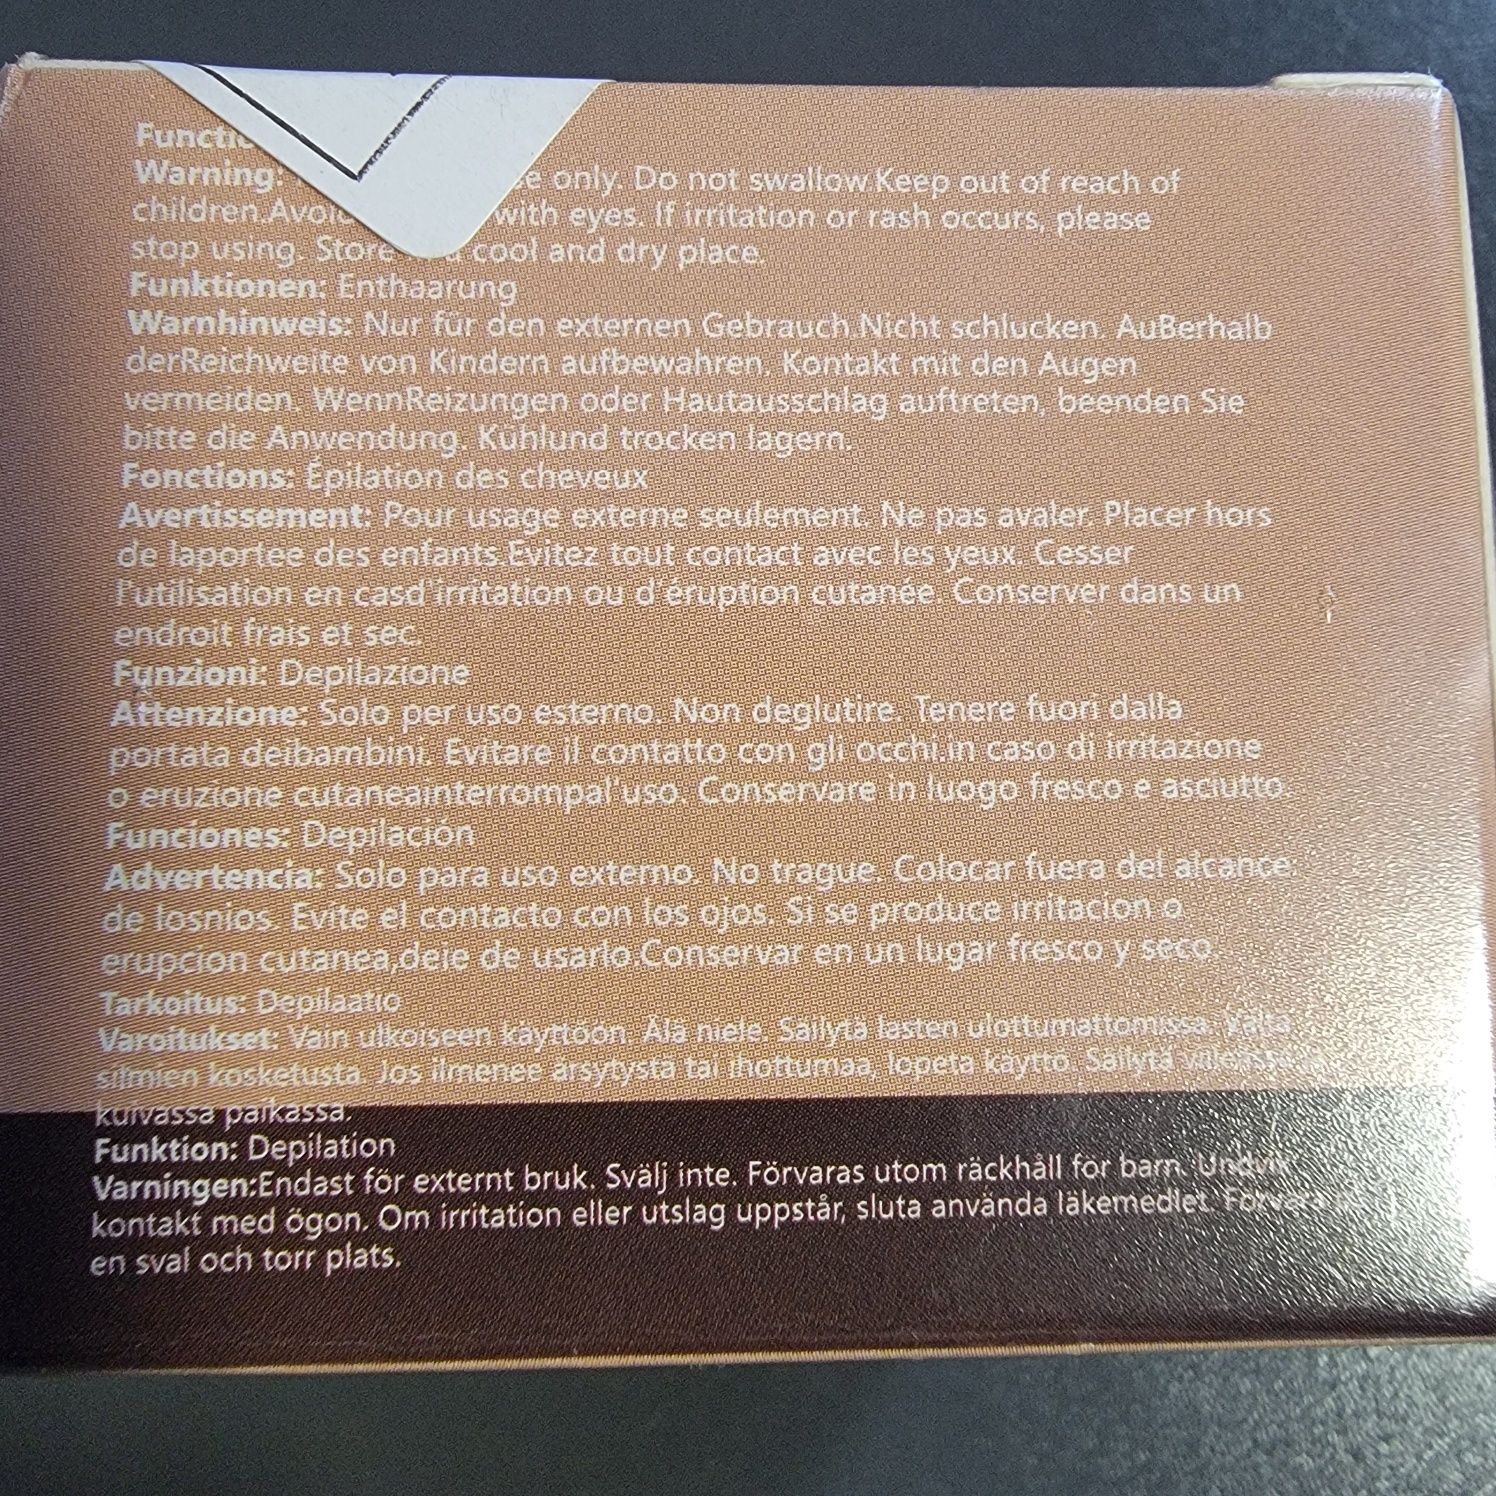 Functio
Warning: e only. Do not swallow.Keep out of reach of
children.Avoid with eyes. If irritation or rash occurs, please
stop using. Store cool and dry place.
Funktionen: Enthaarung
Warnhinweis: Nur für den externen Gebrauch.Nicht schlucken. AuBerhalb
derReichweite von Kindern aufbewahren. Kontakt mit den Augen
vermeiden. WennReizungen oder Hautausschlag auftreten, beenden Sie
bitte die Anwendung. Kühlund trocken lagern.
Fonctions: Épilation des cheveux
Avertissement: Pour usage externe seulement. Ne pas avaler. Placer hors
de laportee des enfants.Evitez tout contact avec les yeux. Cesser
l'utilisation en casd'irritation ou d'éruption cutanée. Conserver dans un
endroit frais et sec.
Funzioni: Depilazione
Attenzione: Solo per uso esterno. Non deglutire. Tenere fuori dalla
portata deibambini. Evitare il contatto con gli occhi.in caso di irritazione
o eruzione cutaneainterrompal'uso. Conservare in luogo fresco e asciutto.
Funciones: Depilación
Advertencia: Solo para uso externo. No trague. Colocar fuera del alcance
de losnios. Evite el contacto con los ojos. Si se produce irritacion o
erupcion cutanea,deie de usarlo.Conservar en un lugar fresco y seco.
Tarkoitus: Depilaatio
Varoitukset: Vain ulkoiseen käyttöön. Älä niele. Säilytä lasten ulottumattomissa. Vältä
silmien kosketusta. Jos ilmenee ärsytystä tai ihottumaa, lopeta käyttö. Säilytä
kuivassa paikassa.
Funktion: Depilation
Varningen:Endast för externt bruk. Svälj inte. Förvaras utom räckhåll för barn. Undvik
kontakt med ögon. Om irritation eller utslag uppstår, sluta använda läkemedlet. Förvara
en sval och torr plats.